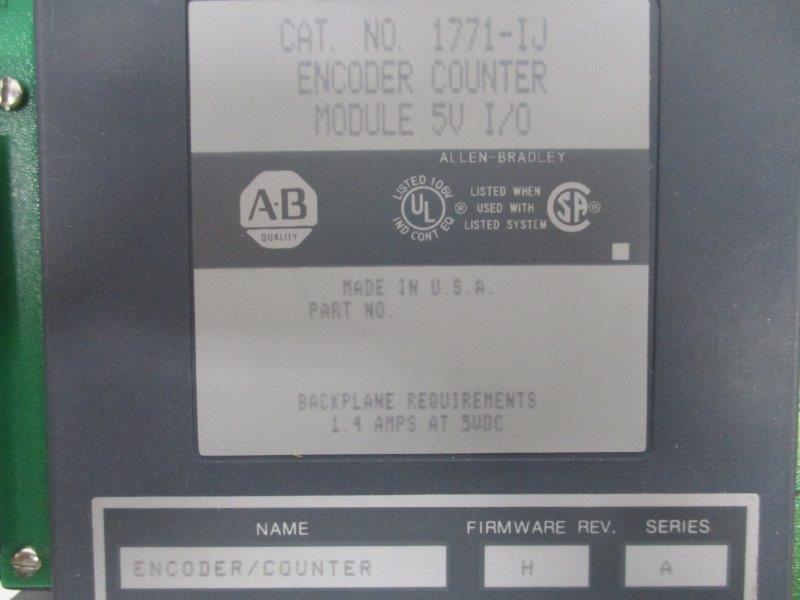 CAT. NO. 1771-IJ
ENCODER COUNTER
MODULE 5V I/O
ALLEN-BRADLEY
A-B
QUALITY
LISTED 106V
UL
IND CONT EQ
®
LISTED WHEN
USED WITH
LISTED SYSTEM
SA®
MADE IN U.S.A.
PART NO.
BACKPLANE REQUIREMENTS
1.4 AMPS AT 5VDC
NAME FIRMWARE REV. SERIES
ENCODER/COUNTER H A